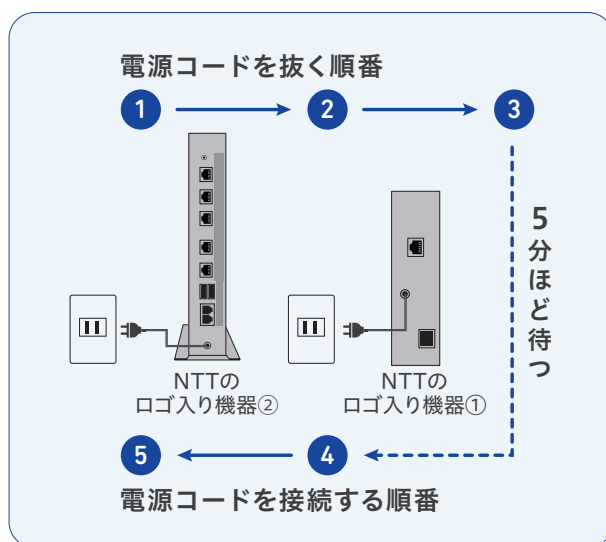 電源コードを抜く順番
1
2
3
5分ほど待つ
NTTの
ロゴ入り機器②
NTTの
ロゴ入り機器①
5
4
電源コードを接続する順番